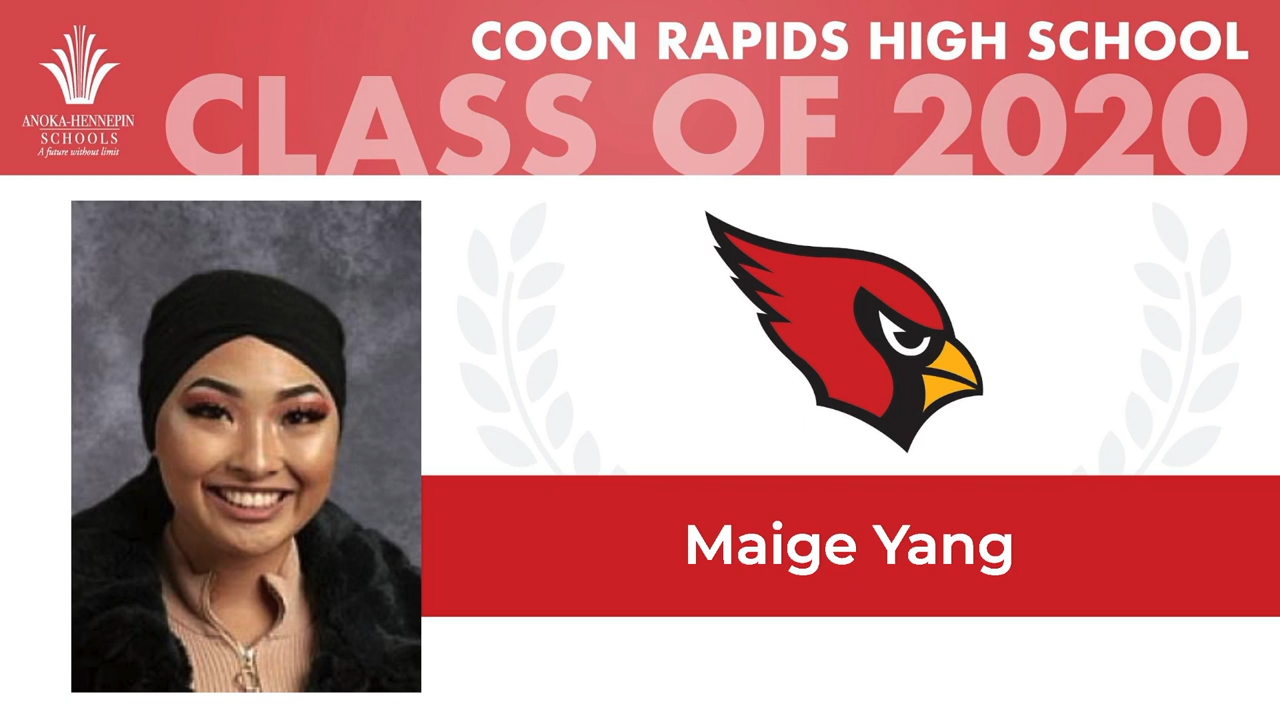 COON RAPIDS HIGH SCHOOL
CLASS OF 2020
ANOKA-HENNEPIN
SCHOOLS
A future without limit
Maige Yang